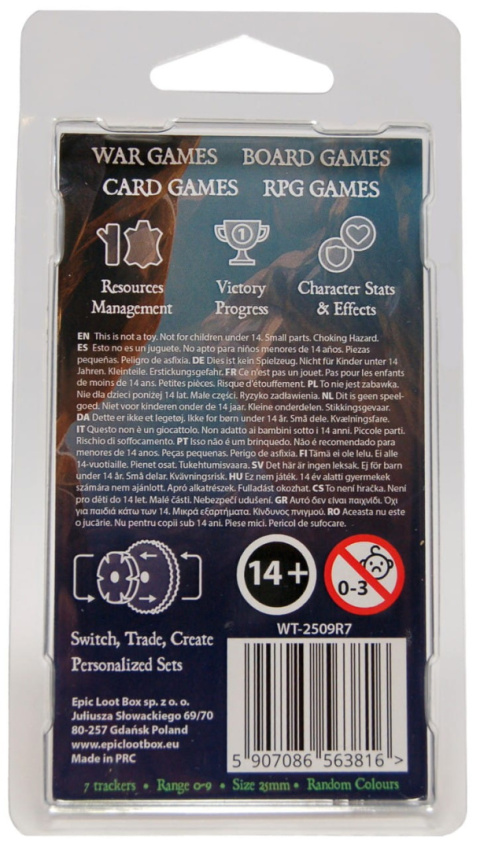 WAR GAMES BOARD GAMES
CARD GAMES RPG GAMES
1
Resources Management
Victory Progress
Character Stats & Effects
EN This is not a toy. Not for children under 14. Small parts. Choking Hazard.
ES Esto no es un juguete. No apto para niños menores de 14 años. Piezas
pequeñas. Peligro de asfixia. DE Dies ist kein Spielzeug. Nicht für Kinder unter 14
Jahren. Kleinteile. Erstickungsgefahr. FR Ce n'est pas un jouet. Pas pour les enfants
de moins de 14 ans. Petites pièces. Risque d'étouffement. PL To nie jest zabawka.
Nie dla dzieci poniżej 14 lat. Małe części. Ryzyko zadławienia. NL Dit is geen speel-
goed. Niet voor kinderen onder de 14 jaar. Kleine onderdelen. Stikkingsgevaar.
DA Dette er ikke et legetøj. Ikke for børn under 14 år. Små dele. Kvælningsfare.
IT Questo non è un giocattolo. Non adatto ai bambini sotto i 14 anni. Piccole parti.
Rischio di soffocamento. PT Isso não é um brinquedo. Não é recomendado para
menores de 14 anos. Peças pequenas. Perigo de asfixia. FI Tämä ei ole lelu. Ei alle
14-vuotiaille. Pienet osat. Tukehtumisvaara. SV Det här är ingen leksak. Ej för barn
under 14 år. Små delar. Kvävningsrisk. HU Ez nem játék. 14 év alatti gyermekek
számára nem ajánlott. Apró alkatrészek. Fulladást okozhat. CS To není hračka. Není
pro děti do 14 let. Malé části. Nebezpečí udušení. GR Αυτό δεν είναι παιχνίδι. Όχι
για παιδιά κάτω των 14. Μικρά εξαρτήματα. Κίνδυνος πνιγμού. RO Aceasta nu este
o jucărie. Nu pentru copii sub 14 ani. Piese mici. Pericol de sufocare.
14+
0-3
Switch, Trade, Create
Personalized Sets
WT-2509R7
Epic Loot Box sp. z o. o.
Juliusza Słowackiego 69/70
80-257 Gdańsk Poland
www.epiclootbox.eu
Made in PRC
5 907086 563816 >
7 trackers • Range 0-9 • Size 25mm • Random Colours